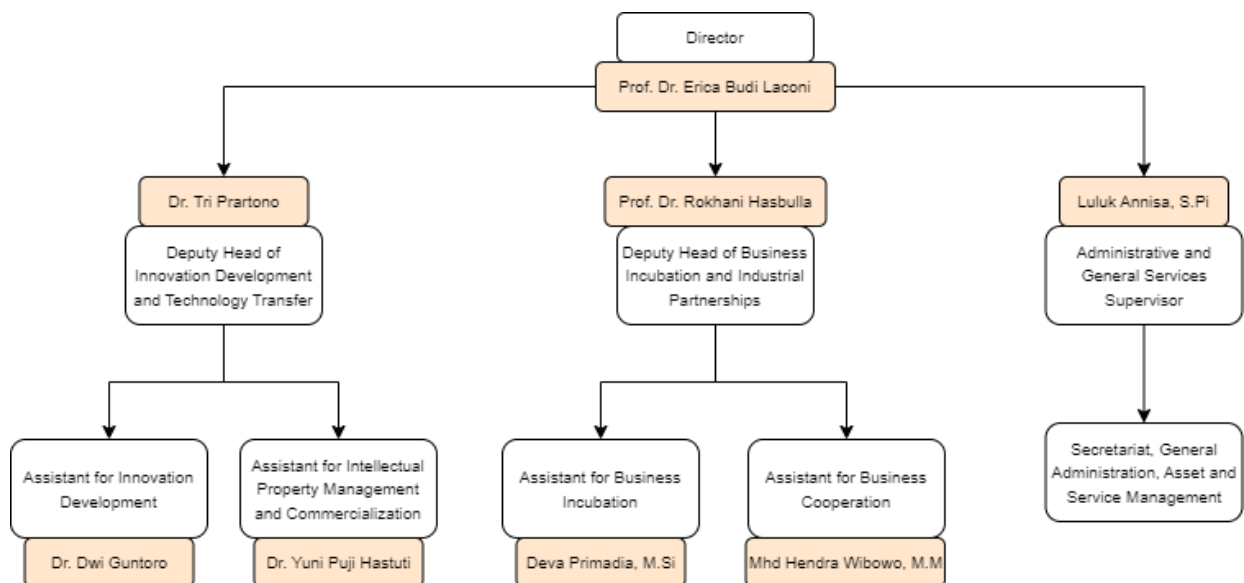 Director
Prof. Dr. Erica Budi Laconi
Dr. Tri Prartono
Deputy Head of
Innovation Development
and Technology Transfer
Prof. Dr. Rokhani Hasbulla
Deputy Head of Business
Incubation and Industrial
Partnerships
Luluk Annisa, S.Pi
Administrative and
General Services
Supervisor
Assistant for Innovation
Development
Dr. Dwi Guntoro
Assistant for Intellectual
Property Management
and Commercialization
Dr. Yuni Puji Hastuti
Assistant for Business
Incubation
Deva Primadia, M.Si
Assistant for Business
Cooperation
Mhd Hendra Wibowo, M.M
Secretariat, General
Administration, Asset and
Service Management